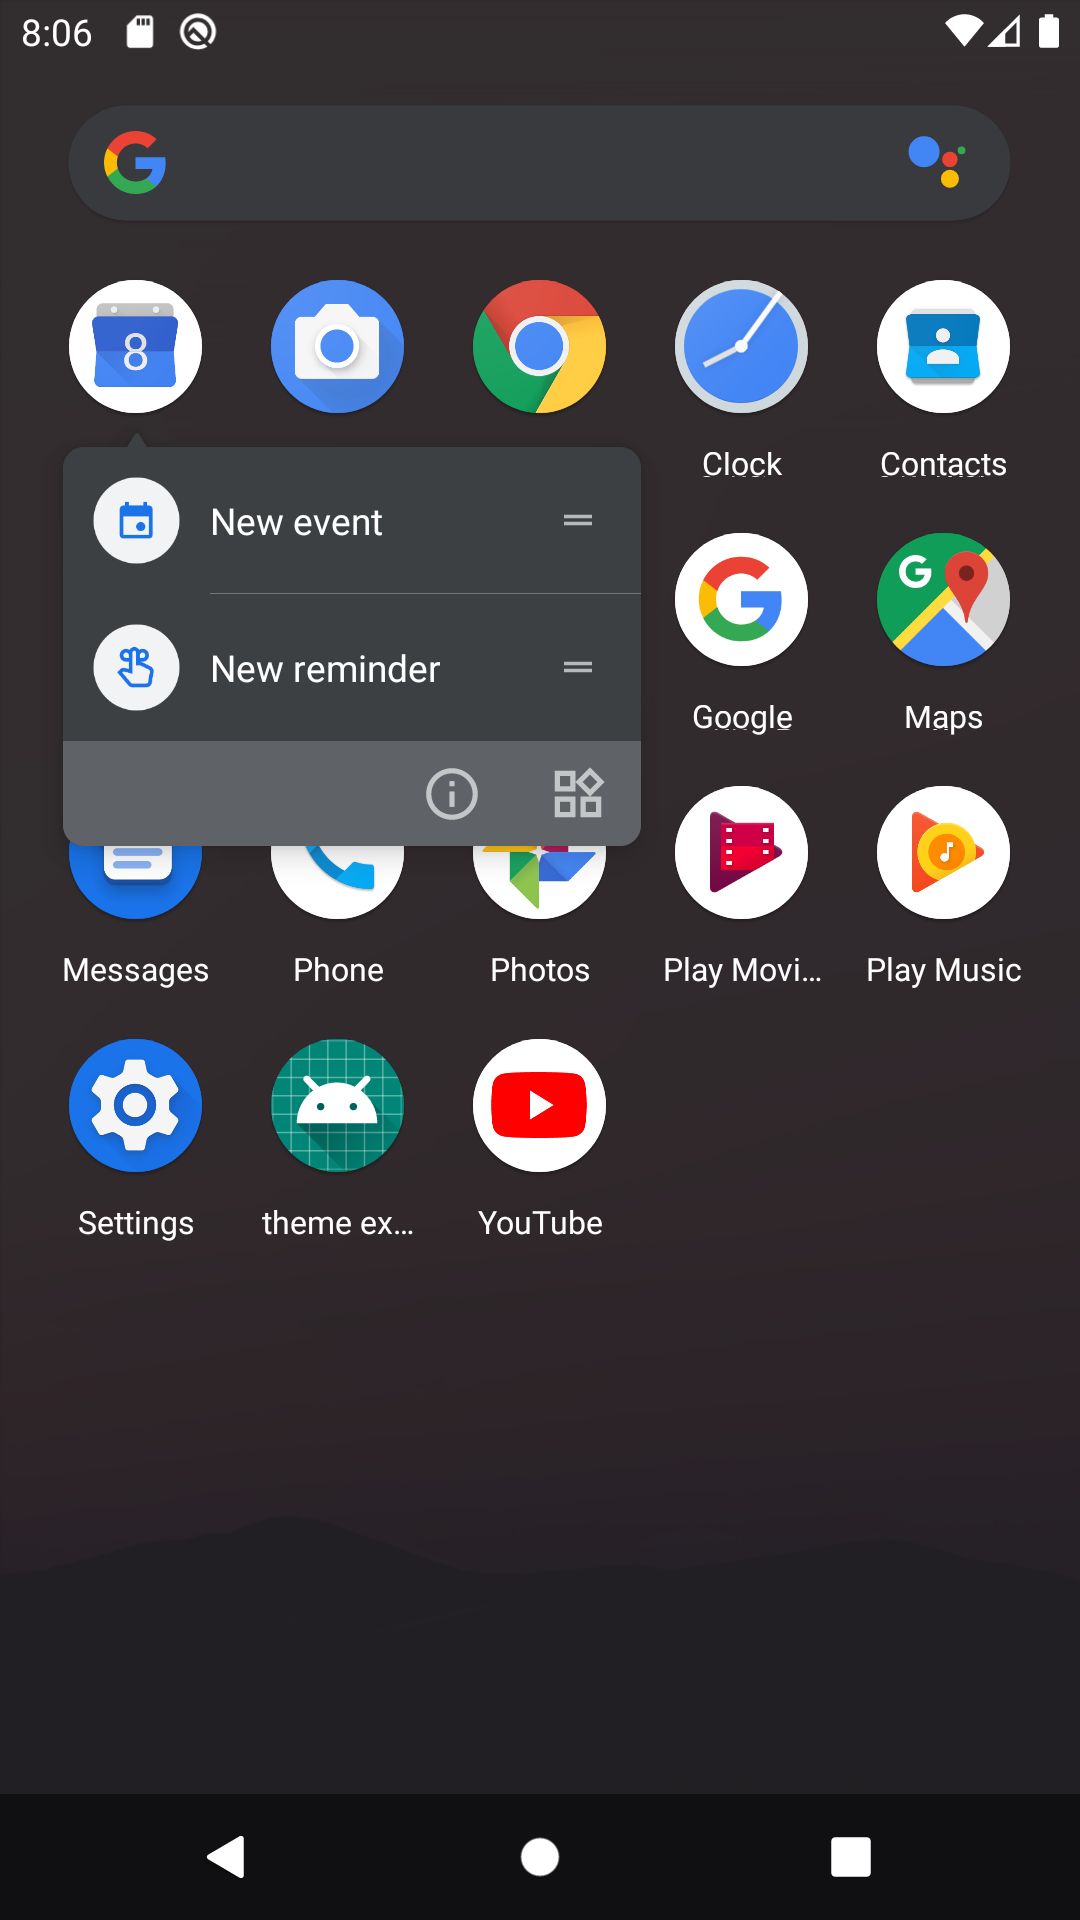 8:06
8
Clock
Contacts
New event
New reminder
Google
Maps
Messages
Phone
Photos
Play Movi...
Play Music
Settings
theme ex...
YouTube